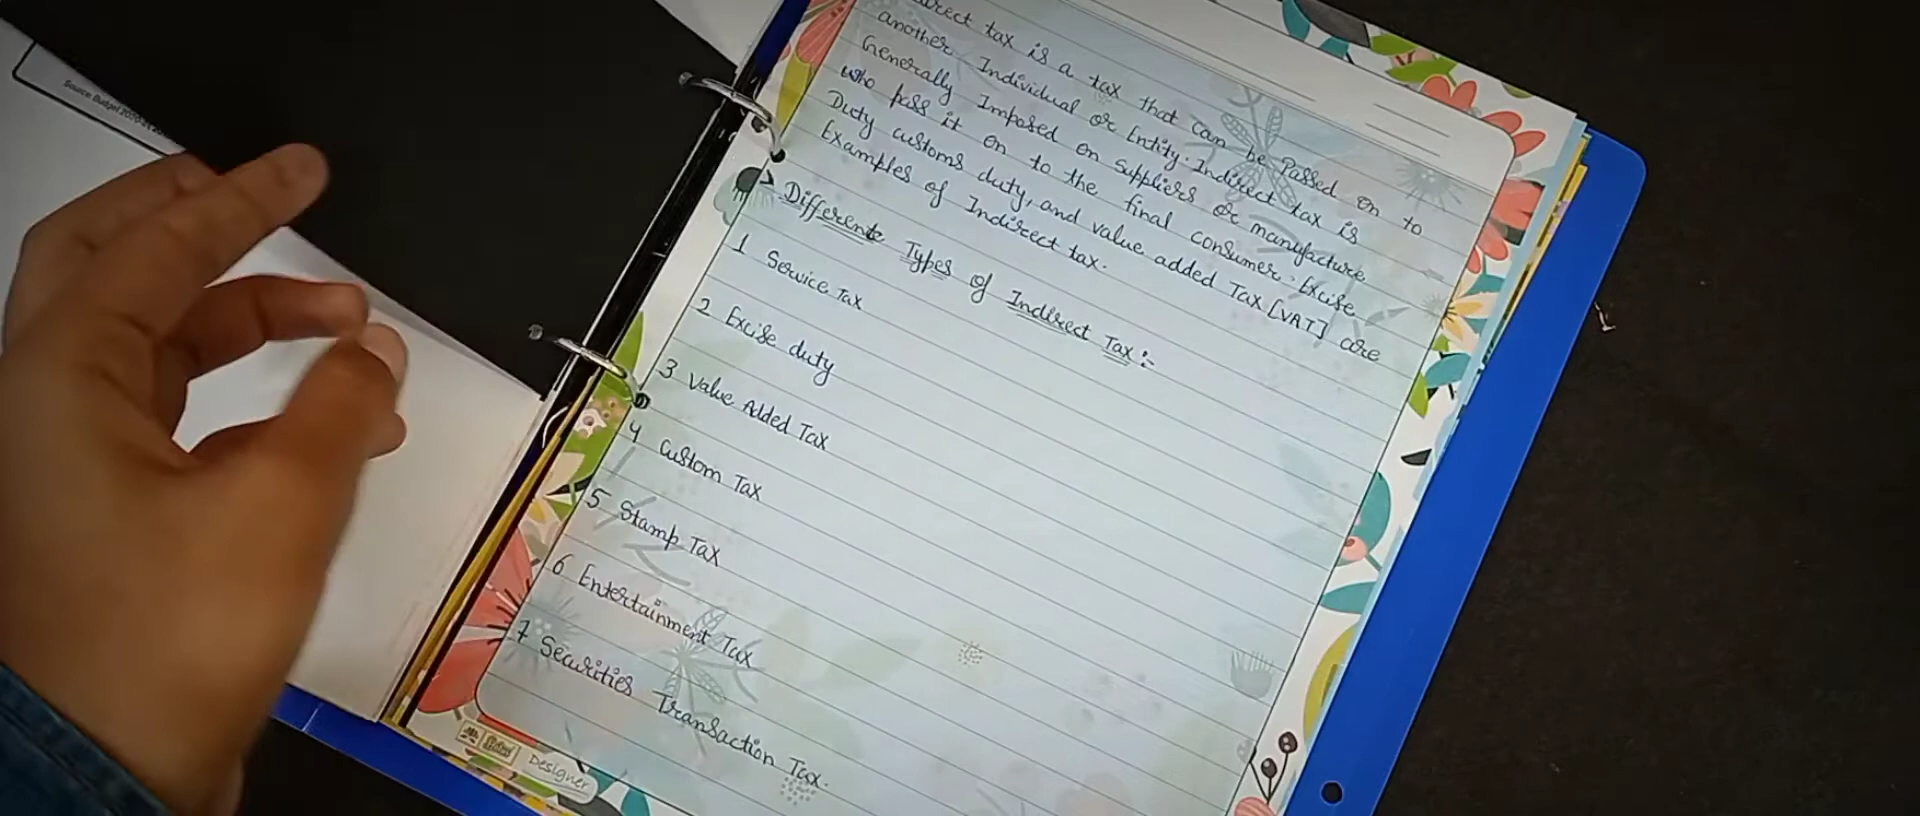 Source: Budget
direct tax is a tax that can be Passed on to
another Individual or Entity. Indirect tax is
Generally Imposed on suppliers or manufacture
who pass it on to the final consumer. Excise
Duty customs duty, and value added Tax [VAT] are
Examples of Indirect tax.
> Different Types of Indirect Tax :-
1 Service Tax
2 Excise duty
3 Value Added Tax
4 Custom Tax
5 Stamp Tax
6 Entertainment Tax
7 Securities Transaction Tax.
Designer